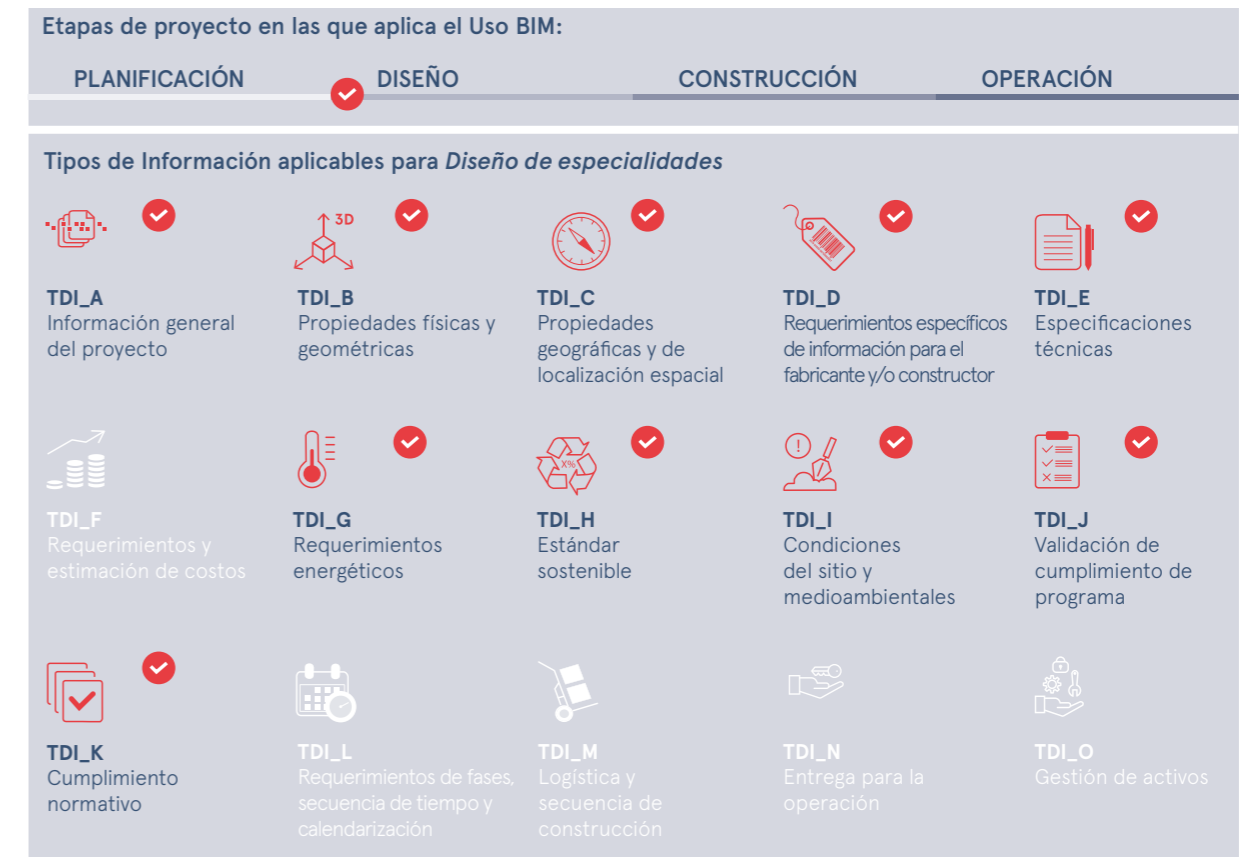 Etapas de proyecto en las que aplica el Uso BIM:
PLANIFICACIÓN DISEÑO CONSTRUCCIÓN OPERACIÓN
Tipos de Información aplicables para Diseño de especialidades
3D
TDI_A
Información general
del proyecto
TDI_B
Propiedades físicas y
geométricas
TDI_C
Propiedades
geográficas y de
localización espacial
TDI_D
Requerimientos específicos
de información para el
fabricante y/o constructor
TDI_E
Especificaciones
técnicas
TDI_F
Requerimientos y
estimación de costos
TDI_G
Requerimientos
energéticos
X%
TDI_H
Estándar
sostenible
TDI_I
Condiciones
del sitio y
medioambientales
TDI_J
Validación de
cumplimiento de
programa
TDI_K
Cumplimiento
normativo
TDI_L
Requerimientos de fases,
secuencia de tiempo y
calendarización
TDI_M
Logística y
secuencia de
construcción
TDI_N
Entrega para la
operación
TDI_O
Gestión de activos